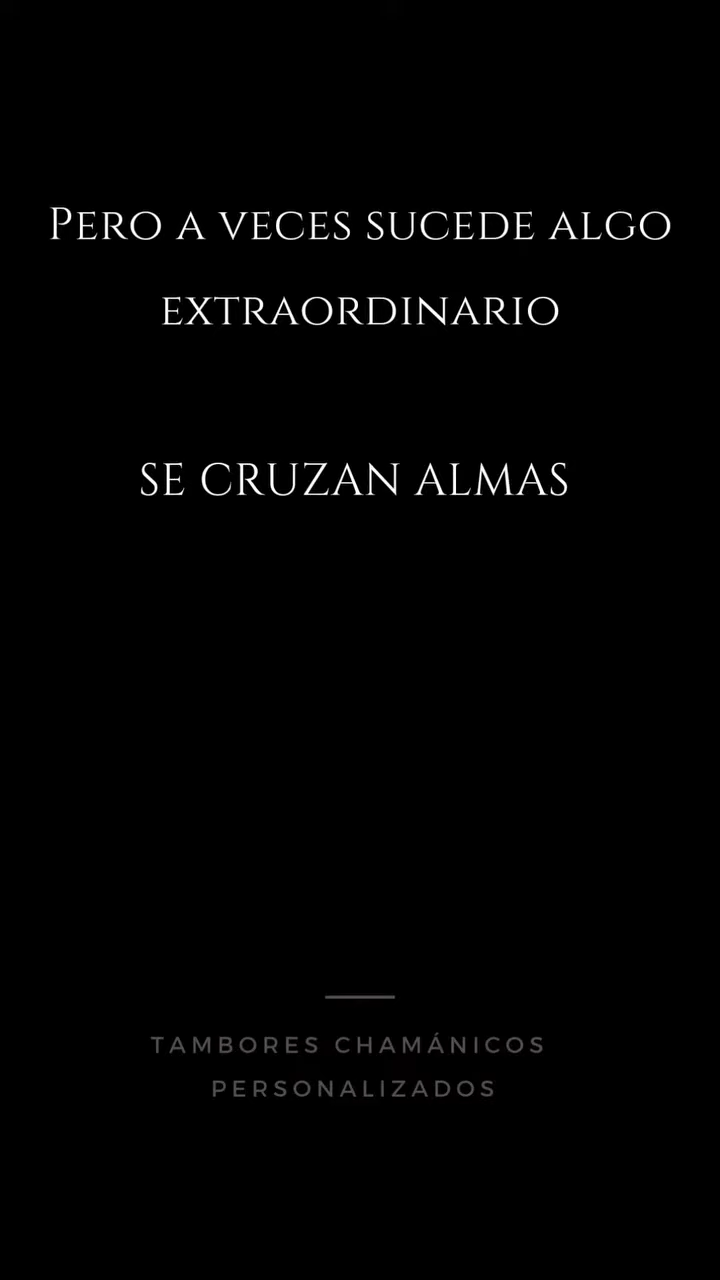 Pero a veces sucede algo
extraordinario
SE CRUZAN ALMAS
TAMBORES CHAMÁNICOS
PERSONALIZADOS